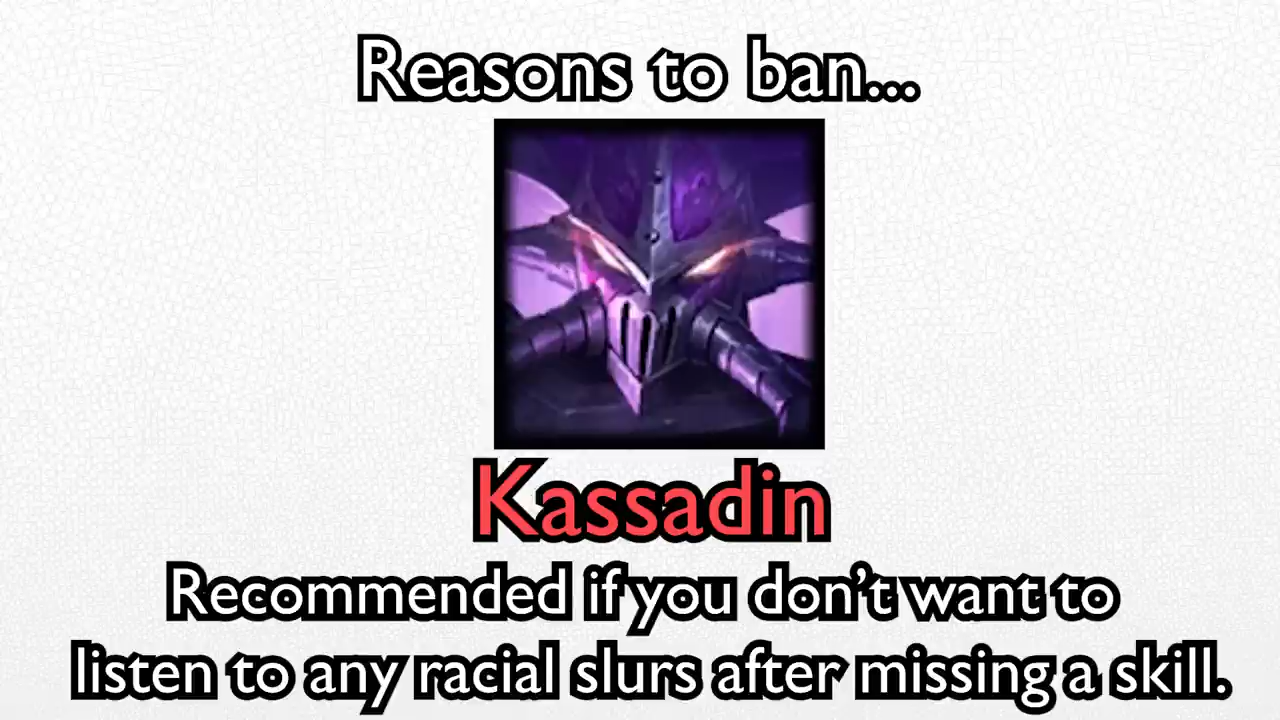 Reasons to ban...
Kassadin
Recommended if you don't want to
listen to any racial slurs after missing a skill.